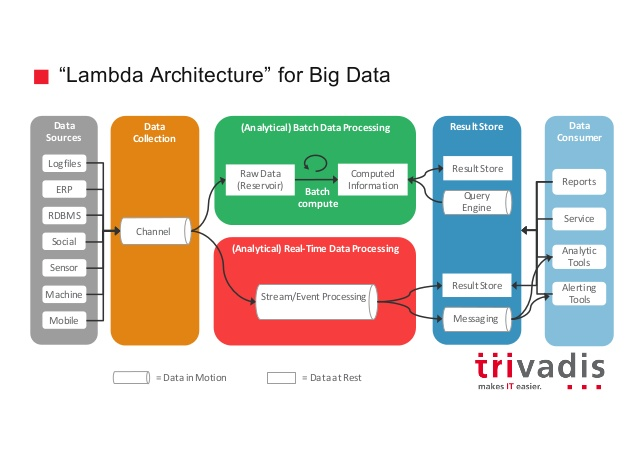 “Lambda Architecture” for Big Data
Data
Sources
Logfiles
ERP
RDBMS
Social
Sensor
Machine
Mobile
Data
Collection
Channel
(Analytical) Batch Data Processing
Raw Data
(Reservoir)
Batch
compute
Computed
Information
(Analytical) Real-Time Data Processing
Stream/Event Processing
Result Store
Result Store
Query
Engine
Result Store
Messaging
Data
Consumer
Reports
Service
Analytic
Tools
Alerting
Tools
= Data in Motion
= Data at Rest
trivadis
makes IT easier.